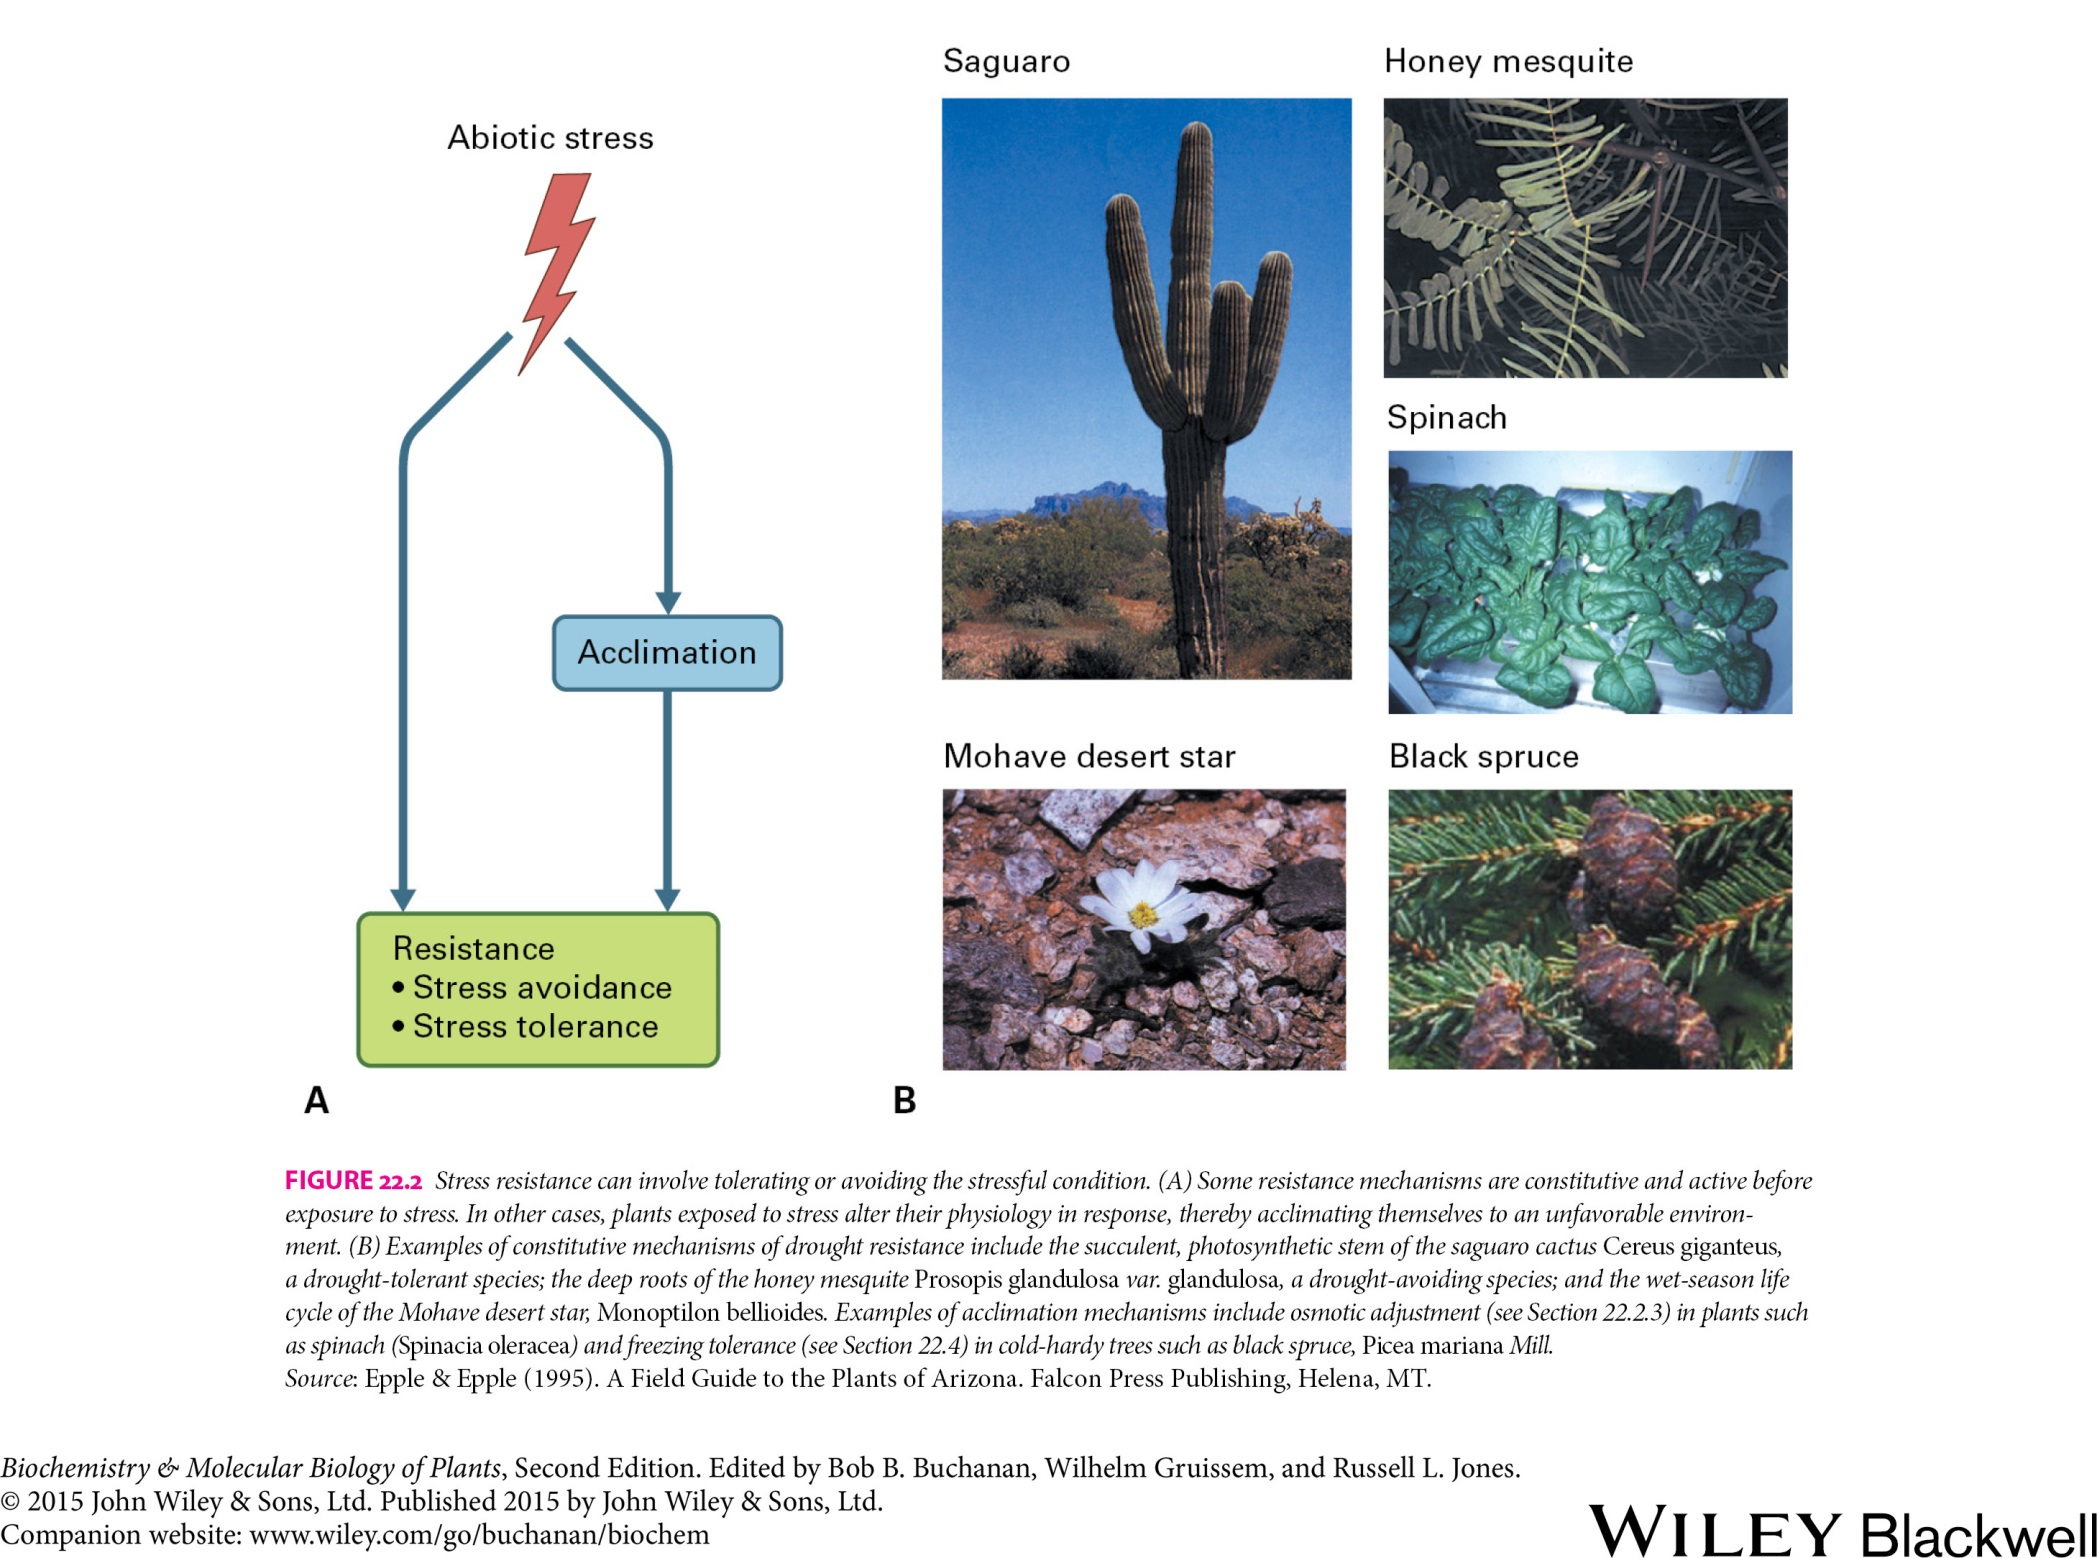 Abiotic stress
Acclimation
Resistance
• Stress avoidance
• Stress tolerance
A
Saguaro
Honey mesquite
Spinach
Mohave desert star
Black spruce
B
FIGURE 22.2 Stress resistance can involve tolerating or avoiding the stressful condition. (A) Some resistance mechanisms are constitutive and active before
exposure to stress. In other cases, plants exposed to stress alter their physiology in response, thereby acclimating themselves to an unfavorable environ-
ment. (B) Examples of constitutive mechanisms of drought resistance include the succulent, photosynthetic stem of the saguaro cactus Cereus giganteus,
a drought-tolerant species; the deep roots of the honey mesquite Prosopis glandulosa var. glandulosa, a drought-avoiding species; and the wet-season life
cycle of the Mohave desert star, Monoptilon bellioides. Examples of acclimation mechanisms include osmotic adjustment (see Section 22.2.3) in plants such
as spinach (Spinacia oleracea) and freezing tolerance (see Section 22.4) in cold-hardy trees such as black spruce, Picea mariana Mill.
Source: Epple & Epple (1995). A Field Guide to the Plants of Arizona. Falcon Press Publishing, Helena, MT.
Biochemistry & Molecular Biology of Plants, Second Edition. Edited by Bob B. Buchanan, Wilhelm Gruissem, and Russell L. Jones.
© 2015 John Wiley & Sons, Ltd. Published 2015 by John Wiley & Sons, Ltd.
Companion website: www.wiley.com/go/buchanan/biochem
WILEY Blackwell